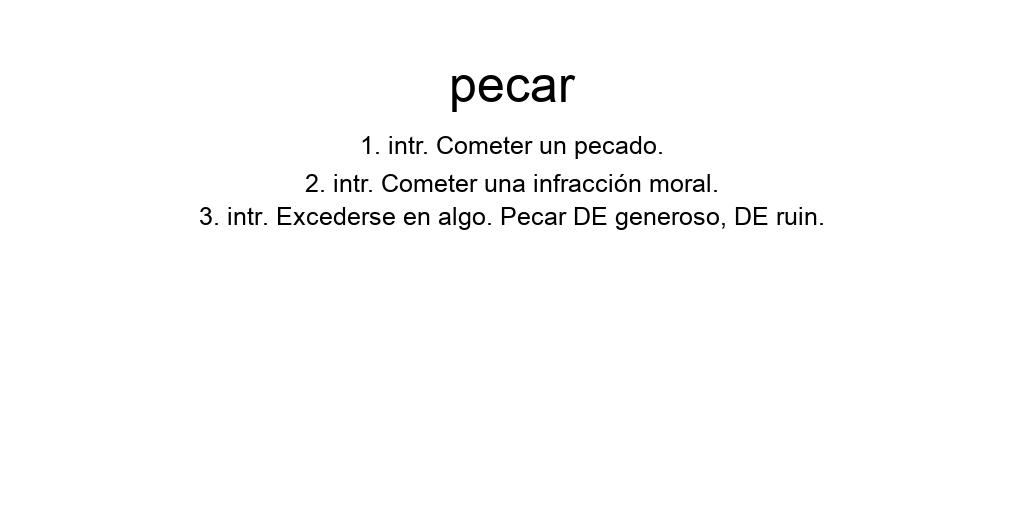 pecar
1. intr. Cometer un pecado.
2. intr. Cometer una infracción moral.
3. intr. Excederse en algo. Pecar DE generoso, DE ruin.